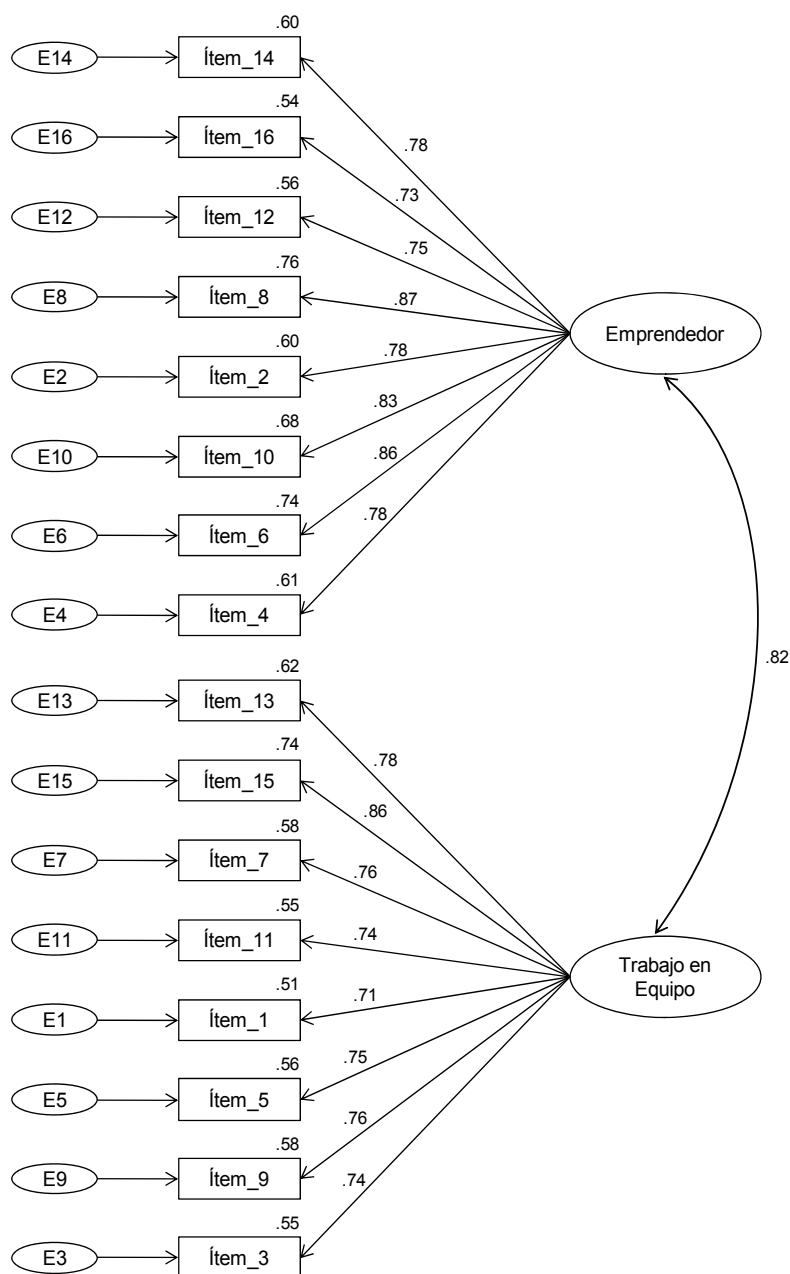 .60
E14 Ítem_14
.54
.78
E16 Ítem_16
.73
.56
E12 Ítem_12
.75
.76
E8 Ítem_8
.87
Emprendedor
.60
E2 Ítem_2
.78
.83
.68
E10 Ítem_10
.86
.74
.78
E6 Ítem_6
.61
E4 Ítem_4
.82
.62
E13 Ítem_13
.74
.78
E15 Ítem_15
.86
.58
E7 Ítem_7
.76
.55
E11 Ítem_11
.74
Trabajo en
Equipo
.51
E1 Ítem_1
.71
.56
.75
E5 Ítem_5
.76
.58
E9 Ítem_9
.74
.55
E3 Ítem_3